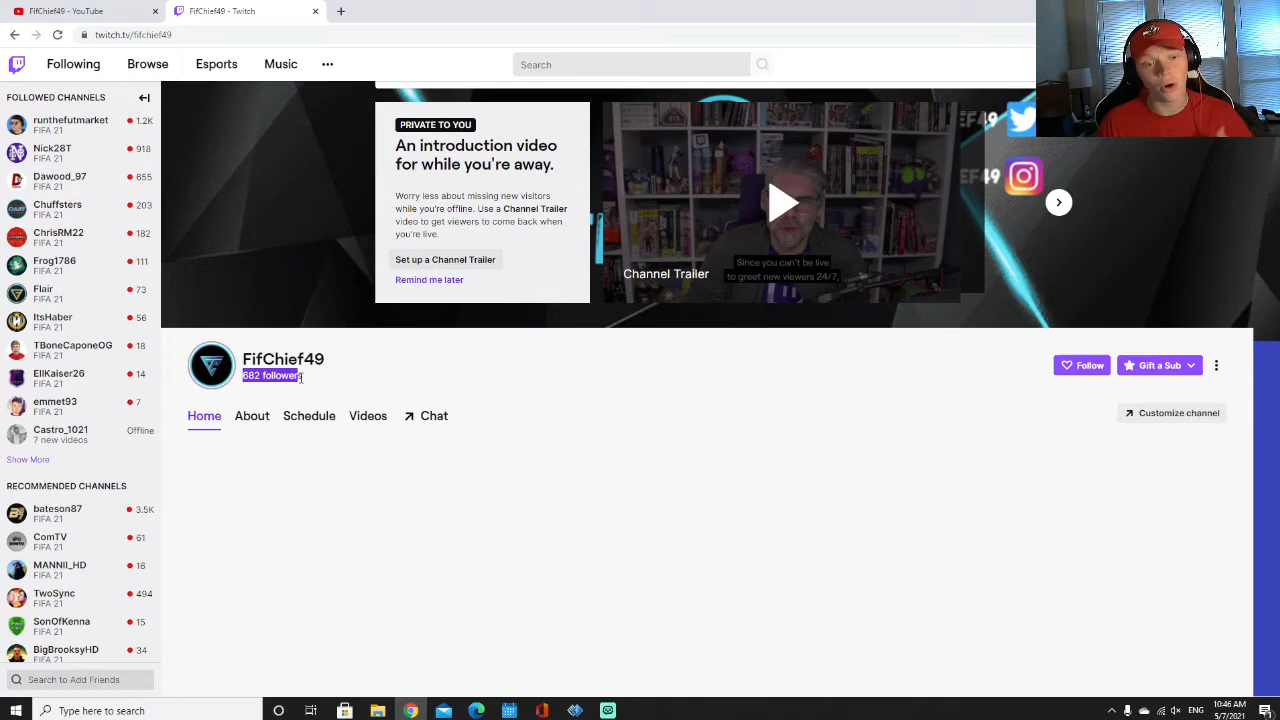 FifChief49 - YouTube
FifChief49 - Twitch
twitch.tv/fifchief49
Following
Browse
Esports
Music
Search
FOLLOWED CHANNELS
runthefutmarket
1.2K
FIFA 21
Nick28T
918
FIFA 21
Dawood_97
655
FIFA 21
Chuffsters
203
FIFA 21
ChrisRM22
182
FIFA 21
Frog1786
111
FIFA 21
Flair
73
FIFA 21
ItsHaber
56
FIFA 21
TBoneCaponeOG
18
FIFA 21
EllKaiser26
14
FIFA 21
emmet93
7
FIFA 21
Castro_1021
Offline
7 new videos
Show More
RECOMMENDED CHANNELS
bateson87
3.5K
FIFA 21
ComTV
61
FIFA 21
MANNII_HD
16
FIFA 21
TwoSync
494
FIFA 21
SonOfKenna
15
FIFA 21
BigBrooksyHD
34
FIFA 21
Search to Add Friends
PRIVATE TO YOU
An introduction video
for while you're away.
Worry less about missing new visitors
while you're offline. Use a Channel Trailer
video to get viewers to come back when
you're live.
Set up a Channel Trailer
Remind me later
Channel Trailer
Since you can't be live
to greet new viewers 24/7,
EF49
F49
FifChief49
682 followers
Follow
Gift a Sub
Home
About
Schedule
Videos
Chat
Customize channel
Type here to search
ENG
10:46 AM
5/7/2021